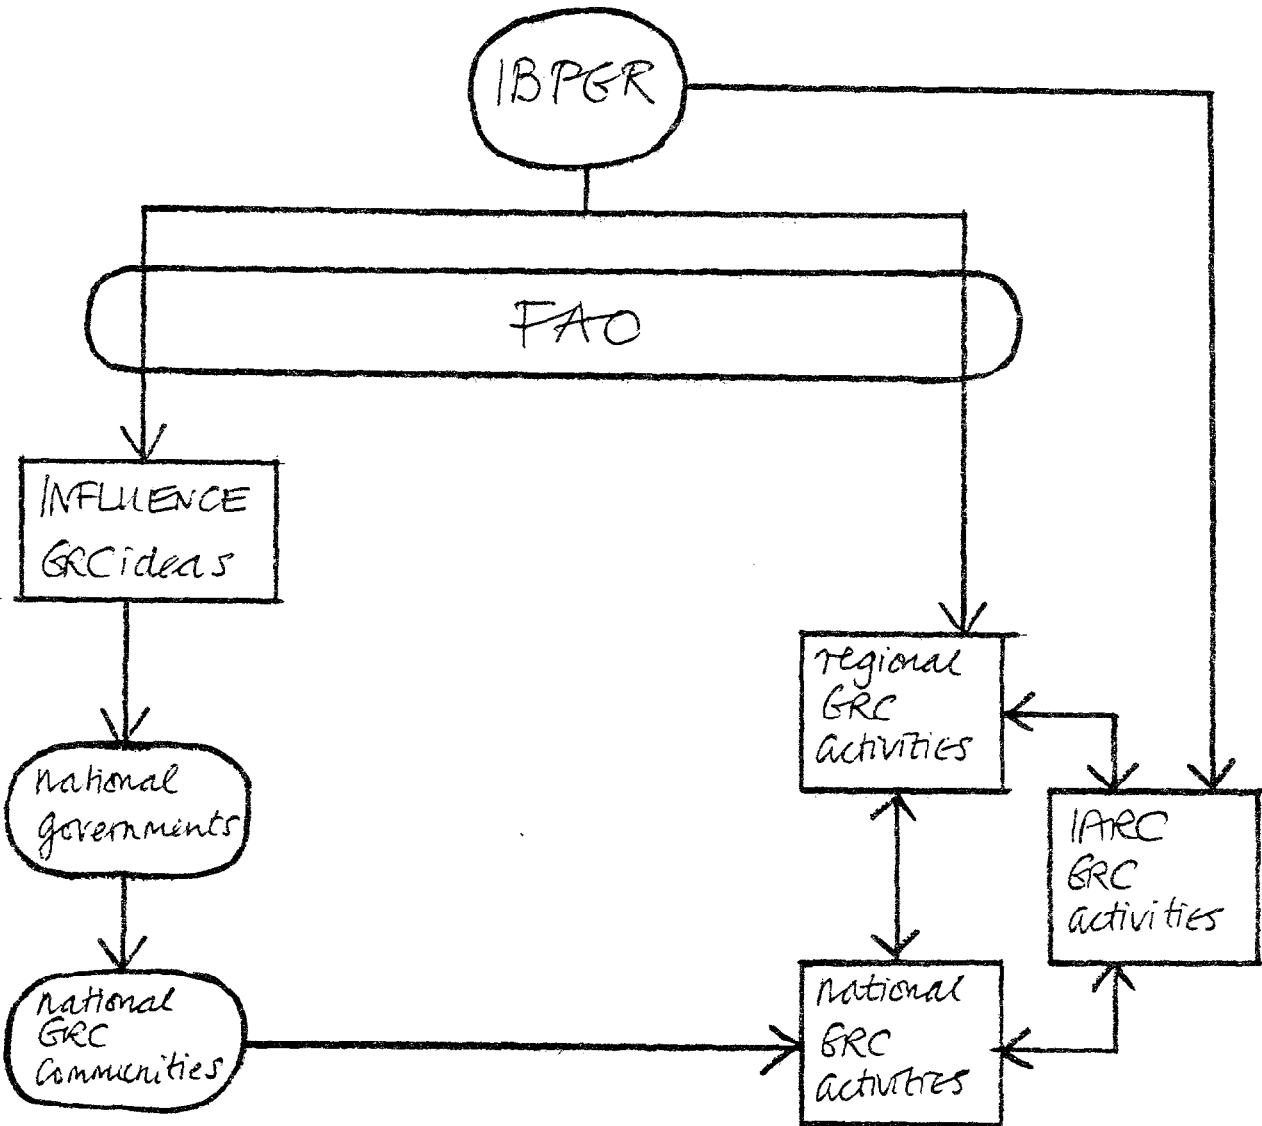 IBPGR
FAO
INFLUENCE
GRC ideas
regional
GRC
activities
national
governments
IARC
GRC
activities
national
GRC
communities
national
GRC
activities